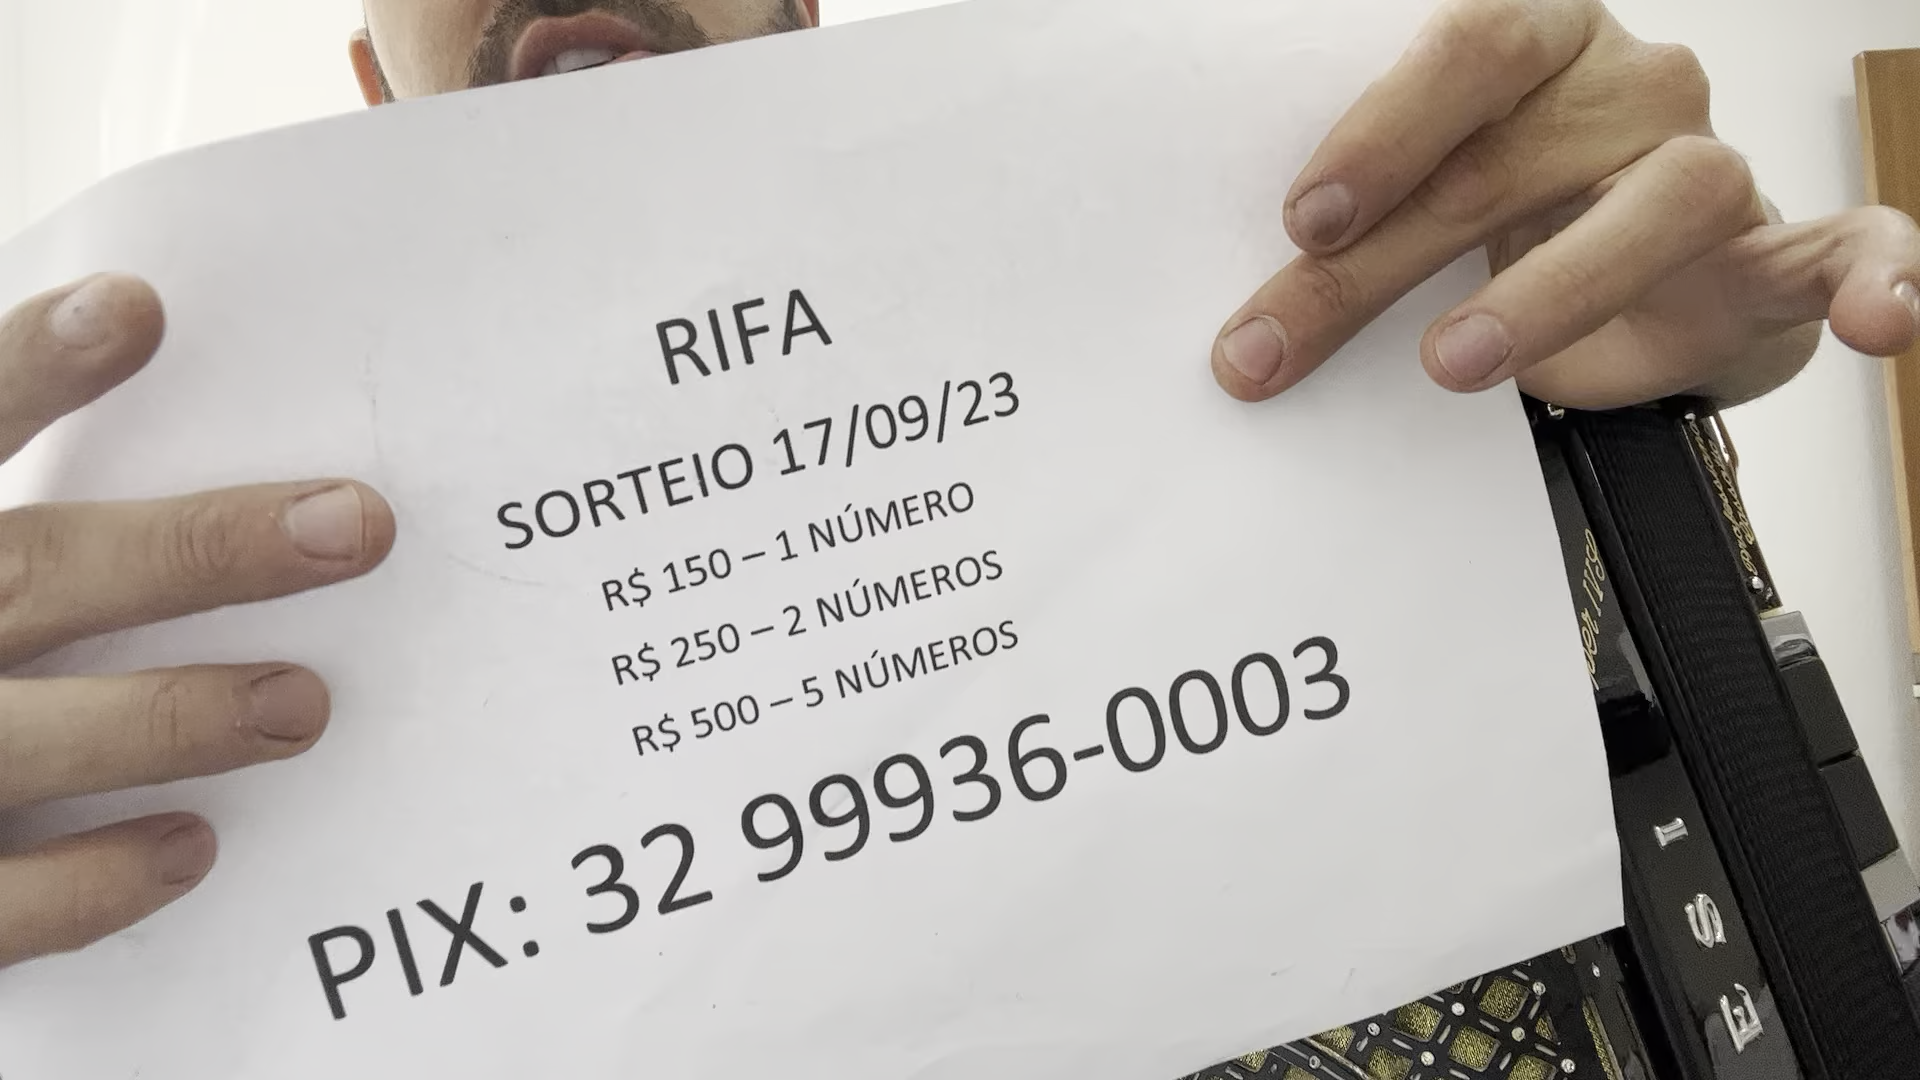 RIFA
SORTEIO 17/09/23
R$ 150 – 1 NÚMERO
R$ 250 – 2 NÚMEROS
R$ 500 – 5 NÚMEROS
PIX: 32 99936-0003
E S I